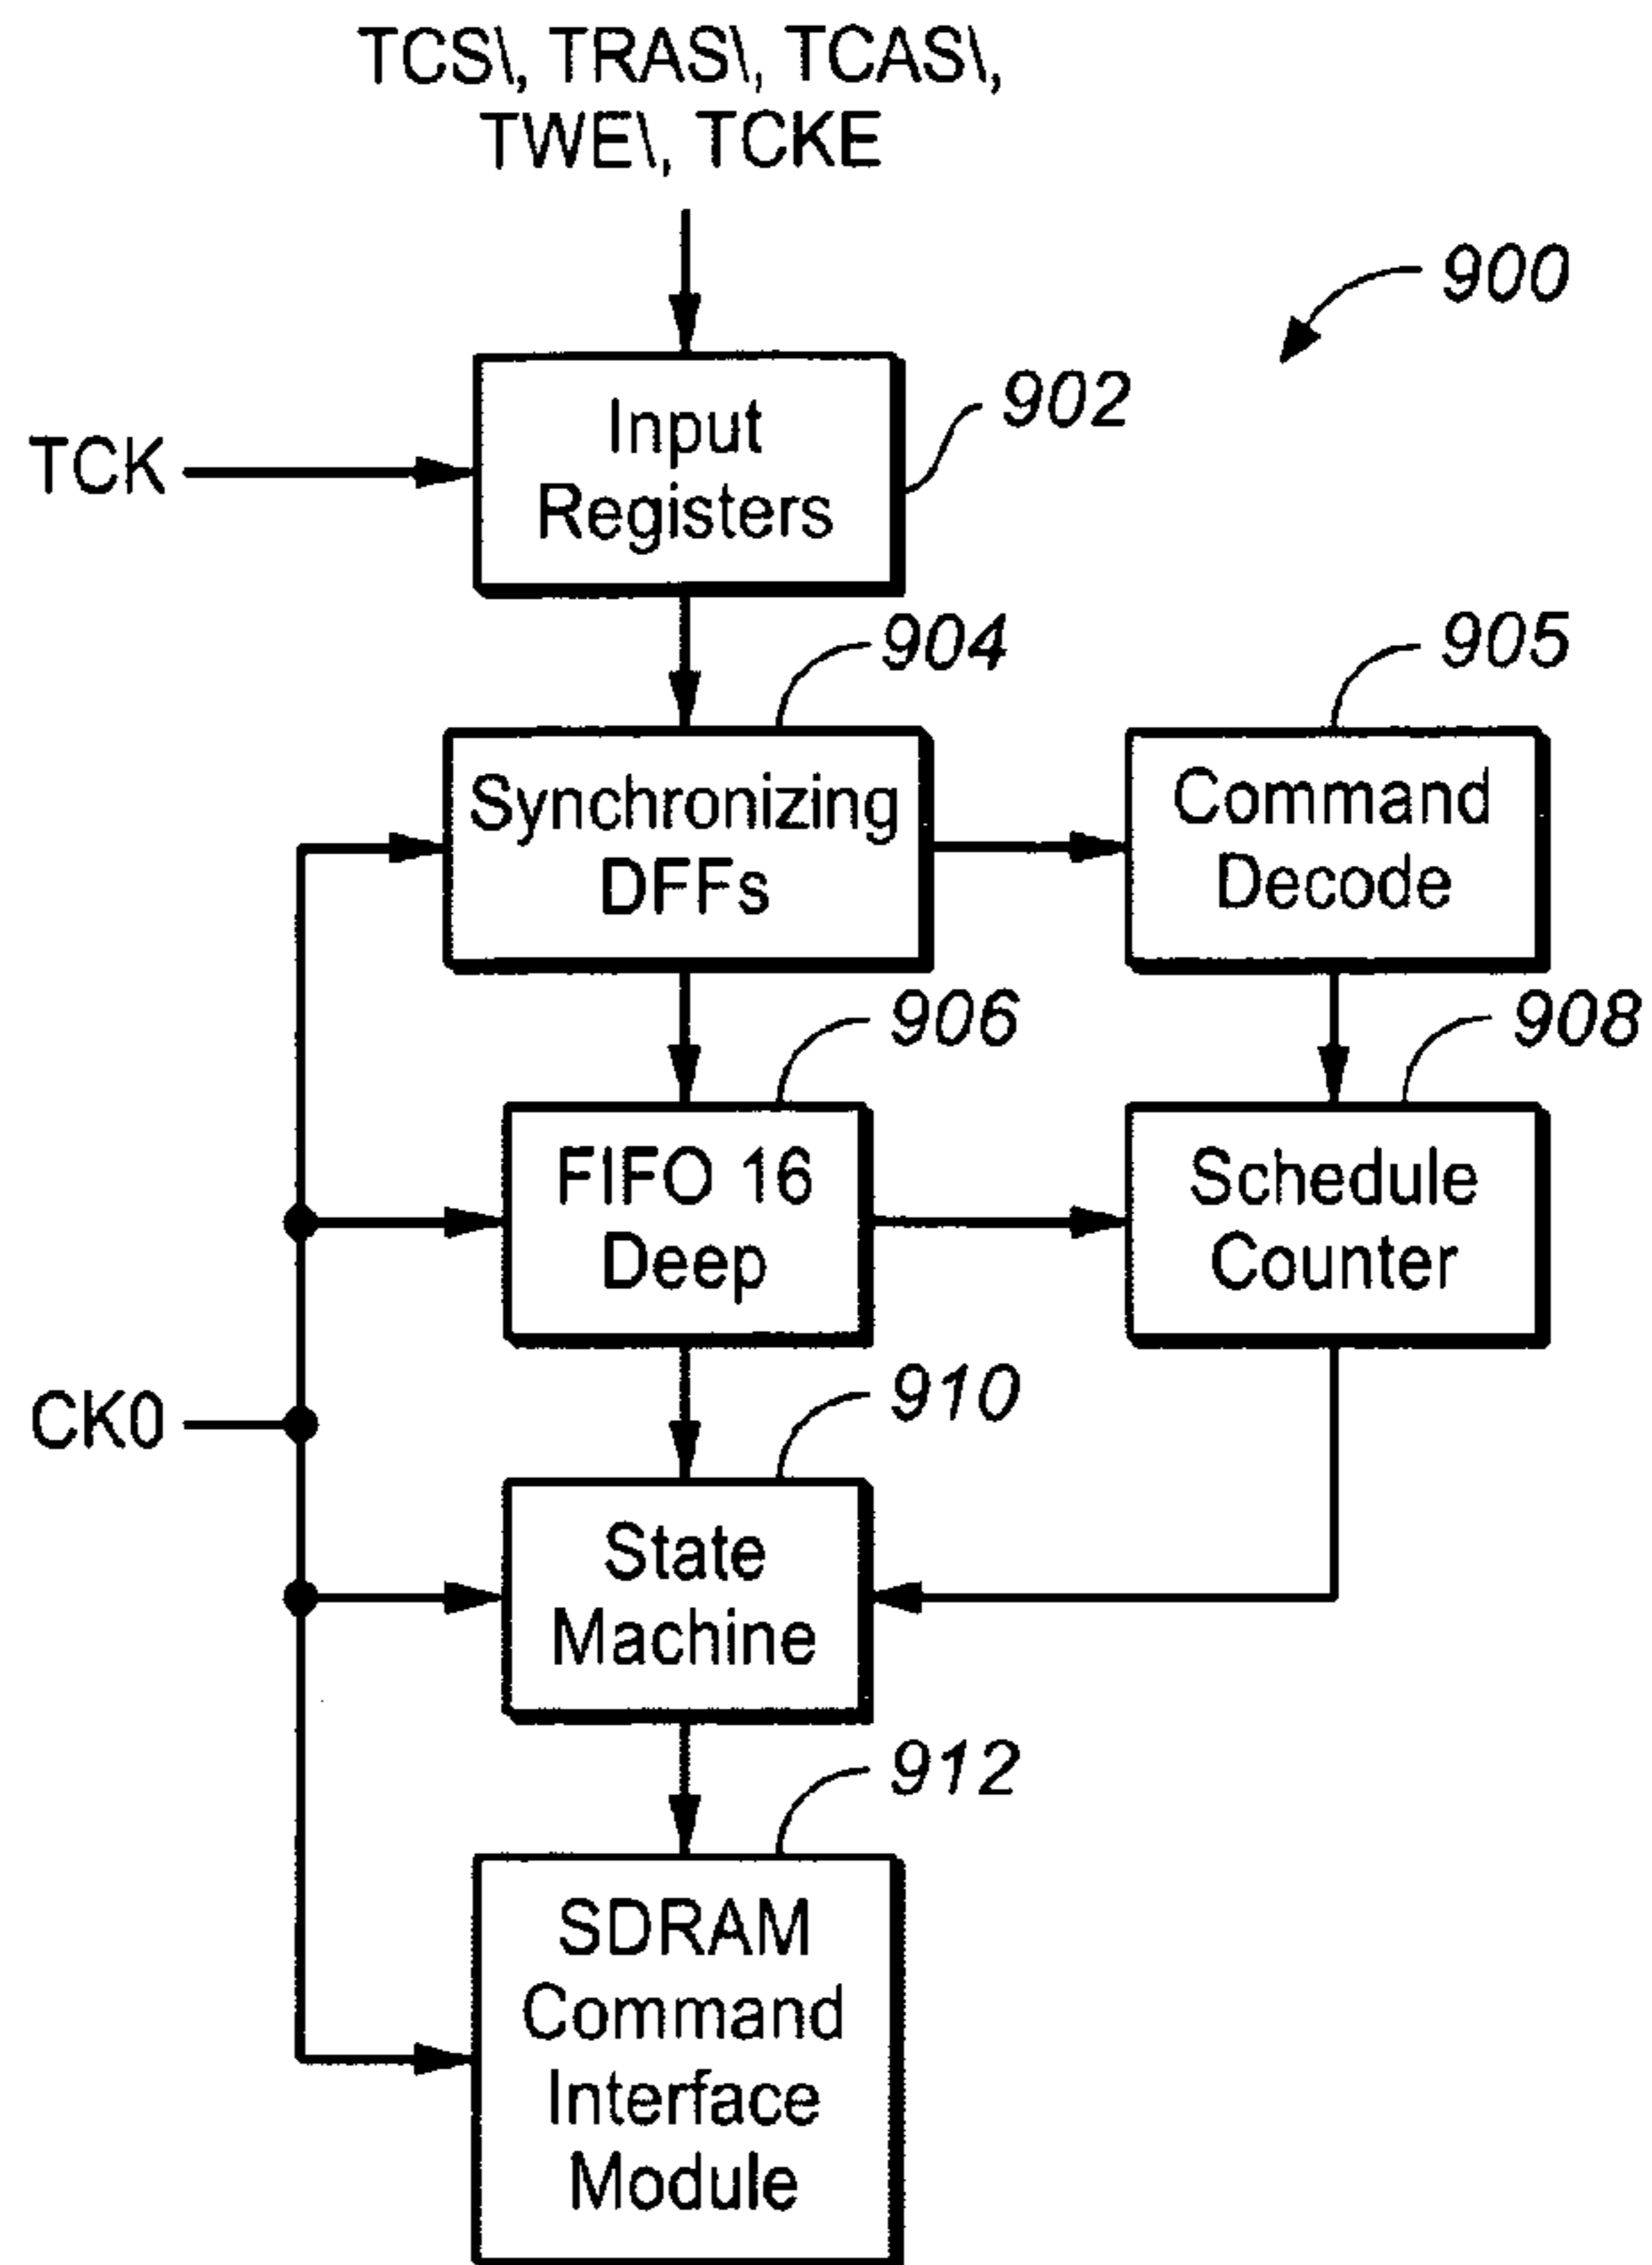 TCS\, TRAS\, TCAS\,
TWE\, TCKE
900
902
TCK
Input
Registers
904
905
Synchronizing
DFFs
Command
Decode
906
908
FIFO 16
Deep
Schedule
Counter
CK0
910
State
Machine
912
SDRAM
Command
Interface
Module